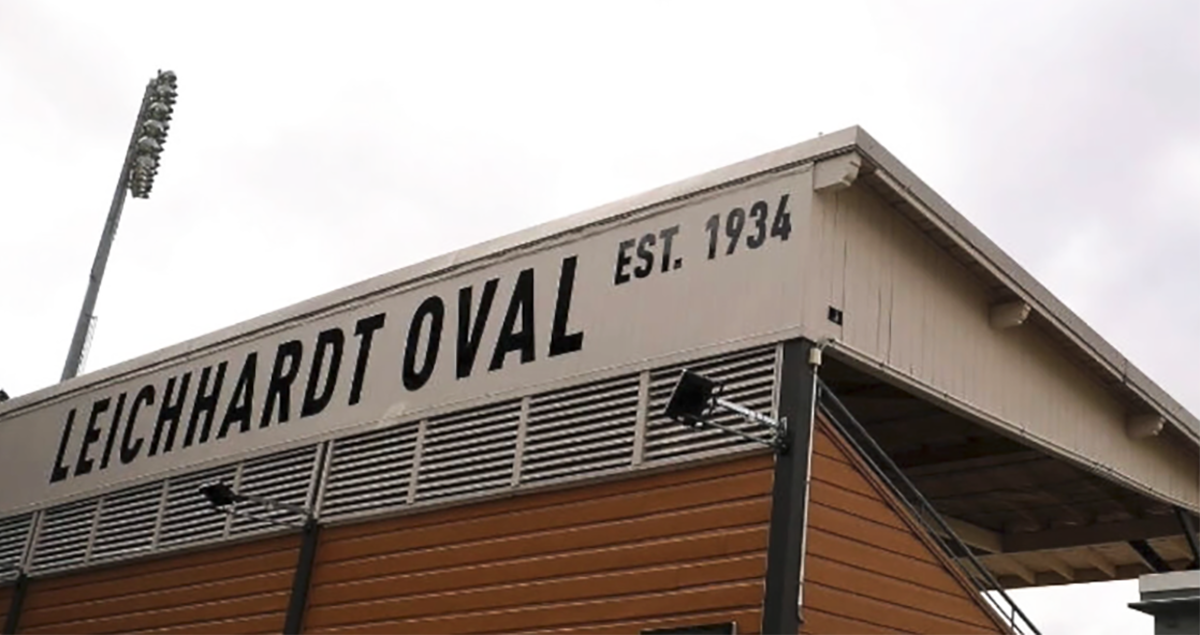 LEICHHARDT OVAL
EST. 1934